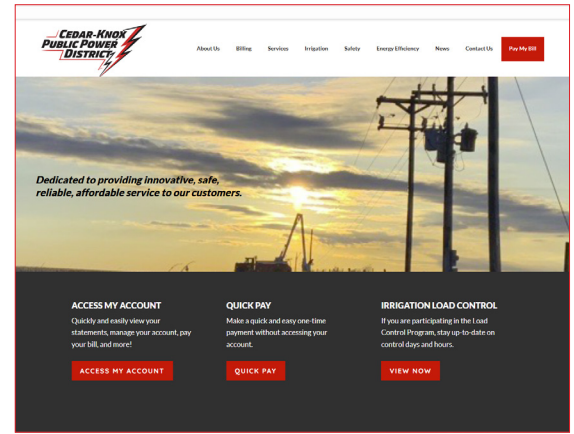 CEDAR-KNOX
PUBLIC POWER
DISTRICT
About Us Billing Services Irrigation Safety Energy Efficiency News Contact Us Pay My Bill
Dedicated to providing innovative, safe,
reliable, affordable service to our customers.
ACCESS MY ACCOUNT
Quickly and easily view your
statements, manage your account, pay
your bill, and more!
ACCESS MY ACCOUNT
QUICK PAY
Make a quick and easy one-time
payment without accessing your
account.
QUICK PAY
IRRIGATION LOAD CONTROL
If you are participating in the Load
Control Program, stay up-to-date on
control days and hours.
VIEW NOW